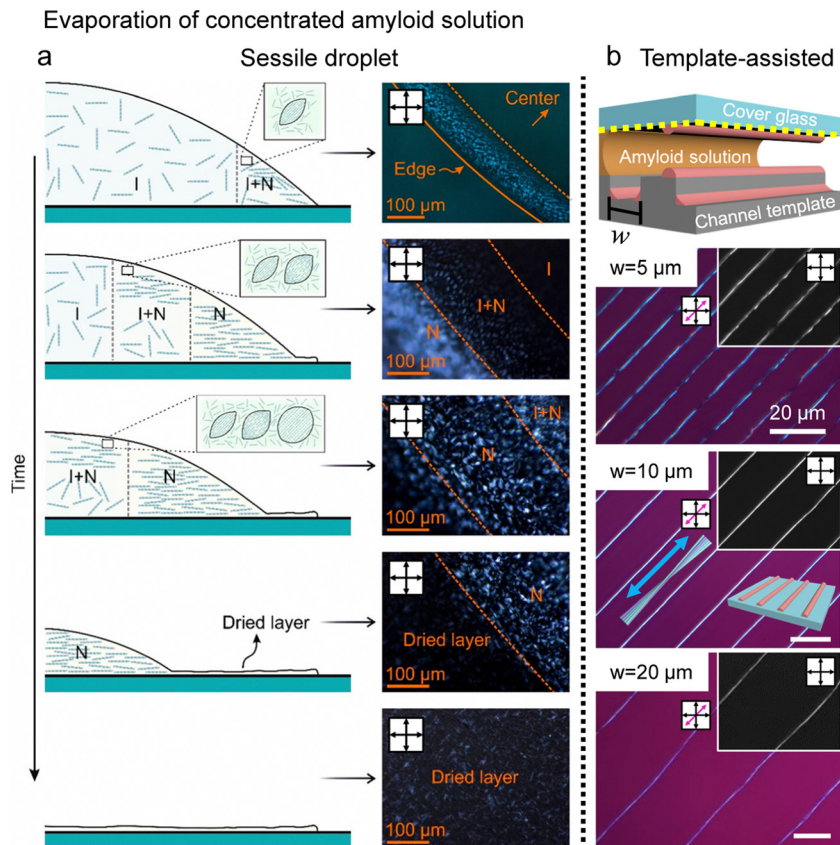 Evaporation of concentrated amyloid solution
a
Sessile droplet
b
Template-assisted
Time
I
I+N
Center
Edge
100 µm
I
I+N
N
I
I+N
N
100 µm
I+N
N
I+N
N
100 µm
N
Dried layer
N
Dried layer
100 µm
Dried layer
100 µm
Cover glass
Amyloid solution
Channel template
w
w=5 µm
20 µm
w=10 µm
w=20 µm